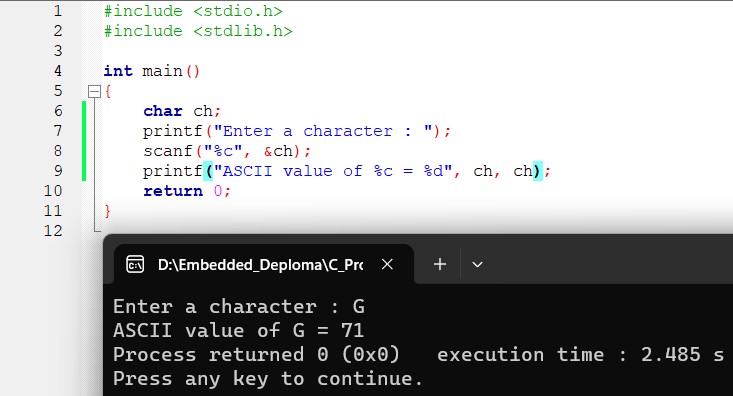 1 #include <stdio.h>
2 #include <stdlib.h>
3
4 int main()
5 {
6 char ch;
7 printf("Enter a character : ");
8 scanf("%c", &ch);
9 printf("ASCII value of %c = %d", ch, ch);
10 return 0;
11 }
12
D:\Embedded_Deploma\C_Prc
Enter a character : G
ASCII value of G = 71
Process returned 0 (0x0) execution time : 2.485 s
Press any key to continue.